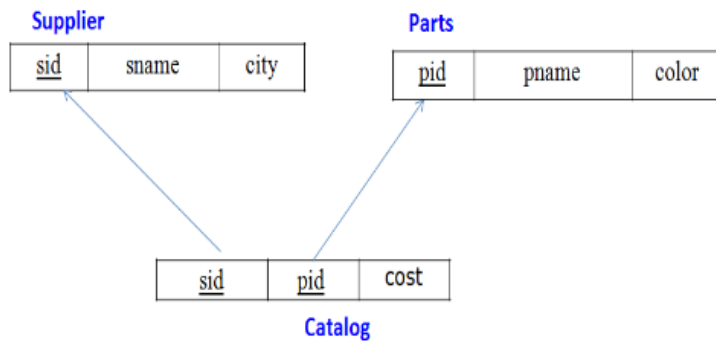 Supplier
sid sname city
Parts
pid pname color
sid pid cost
Catalog